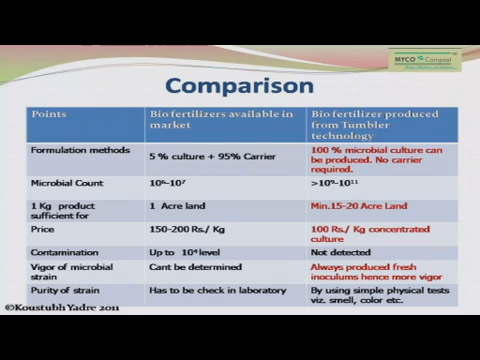 MYCO Compost
Comparison
Points
Bio fertilizers available in
market
Bio fertilizer produced
from Tumbler
technology
Formulation methods
5 % culture + 95% Carrier
100 % microbial culture can
be produced. No carrier
required.
Microbial Count
10⁶-10⁷
>10⁹-10¹¹
1 Kg product
sufficient for
1 Acre land
Min.15-20 Acre Land
Price
150-200 Rs./ Kg
100 Rs./ Kg concentrated
culture
Contamination
Up to 10⁴ level
Not detected
Vigor of microbial
strain
Cant be determined
Always produced fresh
inoculums hence more vigor
Purity of strain
Has to be check in laboratory
By using simple physical tests
viz. smell, color etc.
©Koustubh Yadre 2011